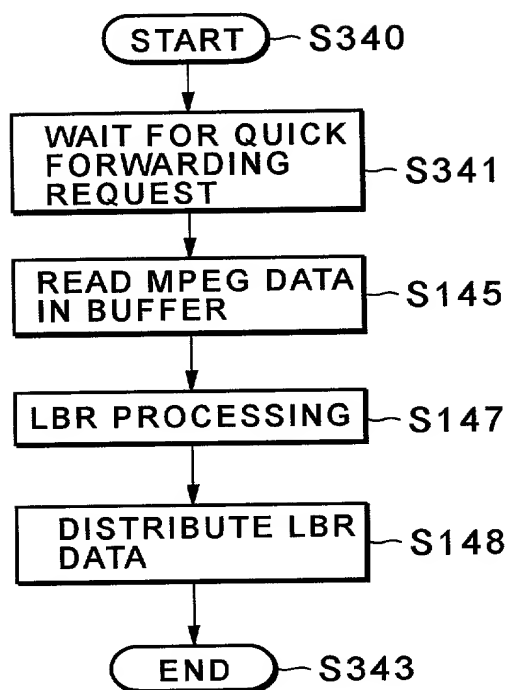 START
S340
WAIT FOR QUICK
FORWARDING
REQUEST
S341
READ MPEG DATA
IN BUFFER
S145
LBR PROCESSING
S147
DISTRIBUTE LBR
DATA
S148
END
S343